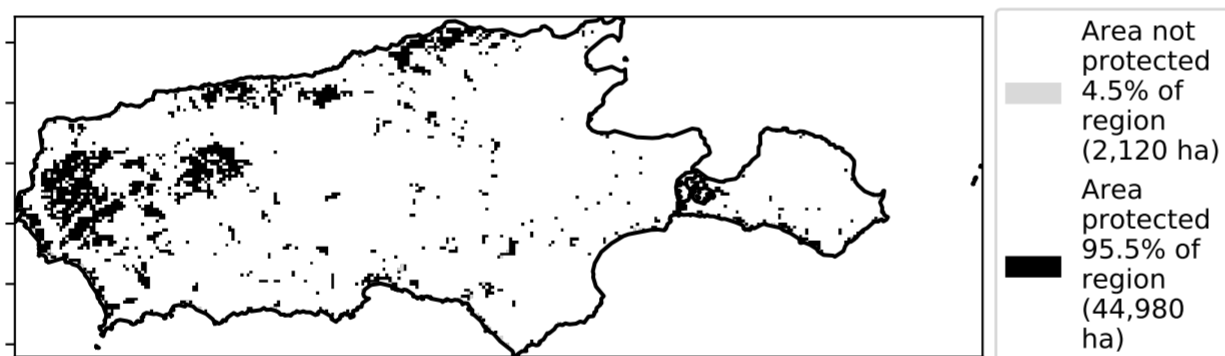 Area not
protected
4.5% of
region
(2,120 ha)
Area
protected
95.5% of
region
(44,980
ha)